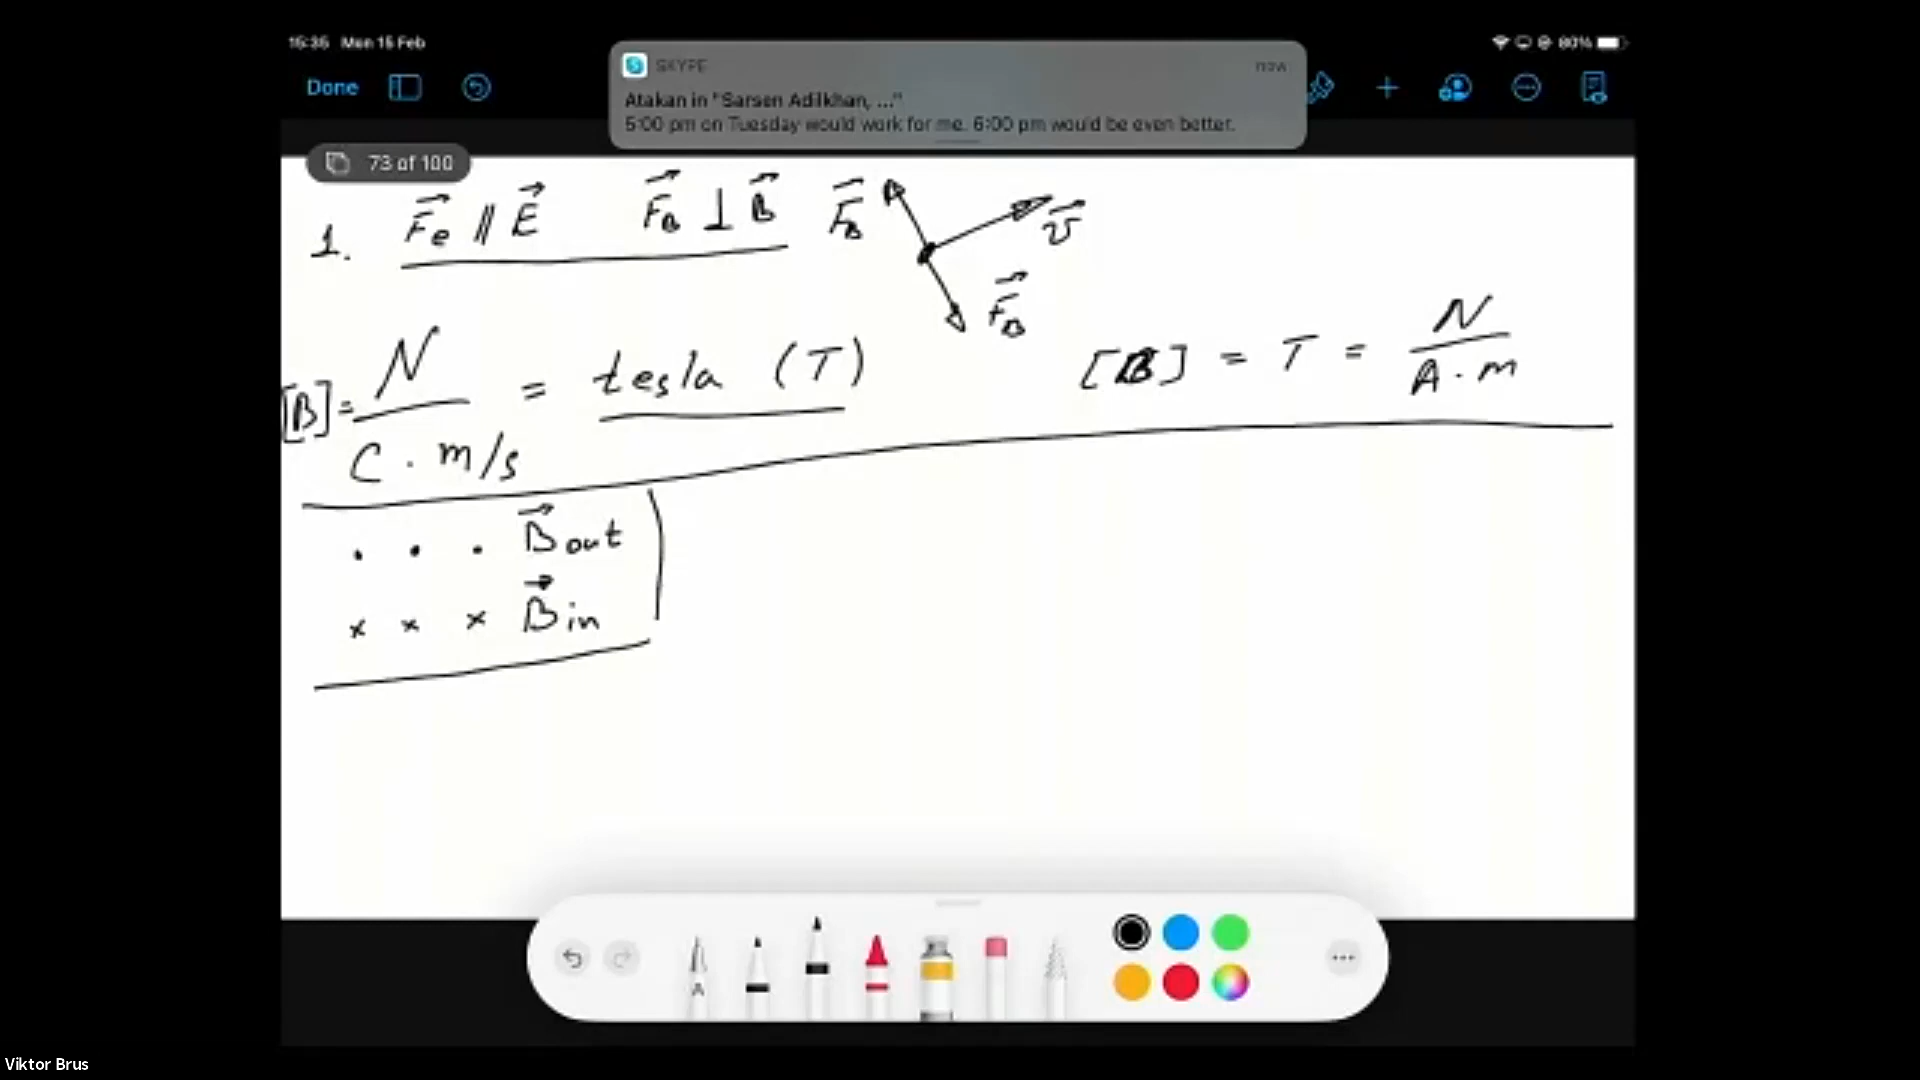 15:35 Mon 15 Feb 80%
Done
SKYPE now
Atakan in "Sarsen Adilkhan, ..."
5:00 pm on Tuesday would work for me. 6:00 pm would be even better.
73 of 100
1. F⃗e ∥ E⃗ F⃗B ⊥ B⃗ F⃗B v⃗
F⃗B
[B] = N / (C · m/s) = tesla (T) [B] = T = N / (A · m)
. . . B⃗ out
x x x B⃗ in
A
Viktor Brus